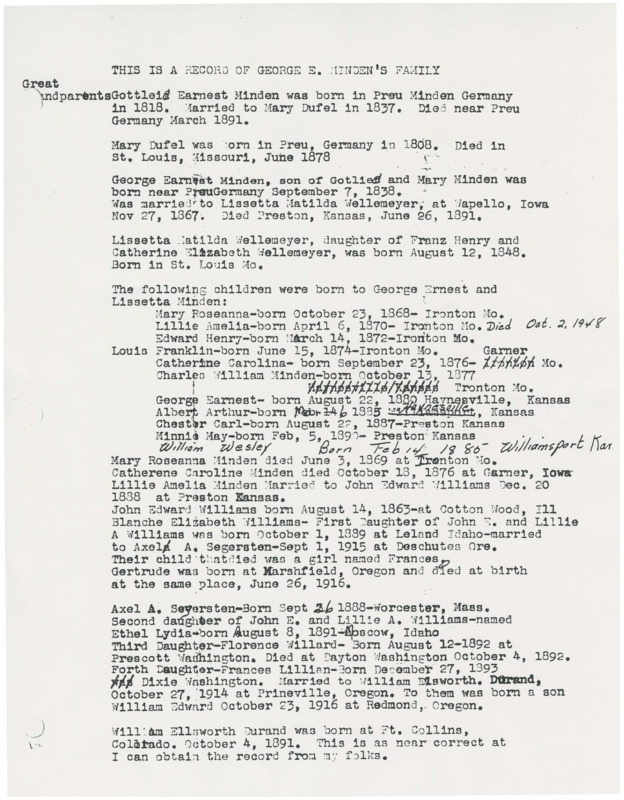 THIS IS A RECORD OF GEORGE E. MINDEN'S FAMILY
Great
andparents Gottleid Earnest Minden was born in Preu Minden Germany
in 1818. Married to Mary Dufel in 1837. Died near Preu
Germany March 1891.
Mary Dufel was born in Preu, Germany in 1808. Died in
St. Louis, Missouri, June 1878
George Earnest Minden, son of Gotlied and Mary Minden was
born near PreuGermany September 7, 1838.
Was married to Lissetta Matilda Wellemeyer, at Wapello, Iowa
Nov 27, 1867. Died Preston, Kansas, June 26, 1891.
Lissetta Matilda Wellemeyer, daughter of Franz Henry and
Catherine Elizabeth Wellemeyer, was born August 12, 1848.
Born in St. Louis Mo.
The following children were born to George Ernest and
Lissetta Minden:
Mary Roseanna-born October 23, 1868- Ironton Mo.
Lillie Amelia-born April 6, 1870- Ironton Mo. Died Oct. 2, 1948
Edward Henry-born March 14, 1872-Ironton Mo.
Louis Franklin-born June 15, 1874-Ironton Mo. Garner
Catherine Carolina- born September 23, 1876- Mo.
Charles William Minden-born October 13, 1877
Tronton Mo.
George Earnest- born August 22, 1880 Haynesville, Kansas
Albert Arthur-born 6 1883 , Kansas
Chester Carl-born August 22, 1887-Preston Kansas
Minnie May-born Feb, 5, 1890- Preston Kansas
William Wesley Born Feb 14 1885 Williamsport Kan
Mary Roseanna Minden died June 3, 1869 at Ironton Mo.
Catherene Caroline Minden died October 18, 1876 at Garner, Iowa
Lillie Amelia Minden Married to John Edward Williams Dec. 20
1838 at Preston Kansas.
John Edward Williams born August 14, 1863-at Cotton Wood, Ill
Blanche Elizabeth Williams- First Daughter of John E. and Lillie
A Williams was born October 1, 1889 at Leland Idaho-married
to Axel A. Segersten-Sept 1, 1915 at Deschutes Ore.
Their child that died was a girl named Frances,
Gertrude was born at Marshfield, Oregon and died at birth
at the same place, June 26, 1916.
Axel A. Segersten-Born Sept 26 1888-Worcester, Mass.
Second daughter of John E. and Lillie A. Williams-named
Ethel Lydia-born August 8, 1891-Moscow, Idaho
Third Daughter-Florence Willard- Born August 12-1892 at
Prescott Washington. Died at Dayton Washington October 4, 1892.
Forth Daughter-Frances Lillian-Born December 27, 1893
Dixie Washington. Married to William Elsworth. Durand,
October 27, 1914 at Prineville, Oregon. To them was born a son
William Edward October 23, 1916 at Redmond, Oregon.
William Ellsworth Durand was born at Ft. Collins,
Colorado. October 4, 1891. This is as near correct at
I can obtain the record from my folks.